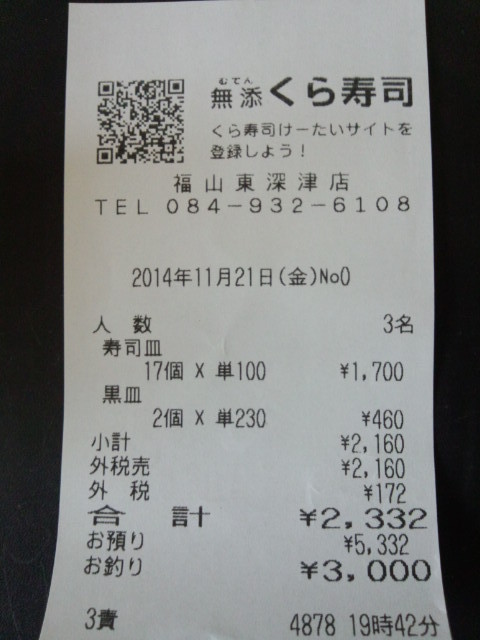 むてん
無添くら寿司
くら寿司けーたいサイトを
登録しよう！
福山東深津店
TEL 084-932-6108
2014年11月21日(金)No0
人 数 3名
寿司皿
17個 X 単100 ¥1,700
黒皿
2個 X 単230 ¥460
小計 ¥2,160
外税売 ¥2,160
外 税 ¥172
合 計 ¥2,332
お預り ¥5,332
お釣り ¥3,000
3責 4878 19時42分